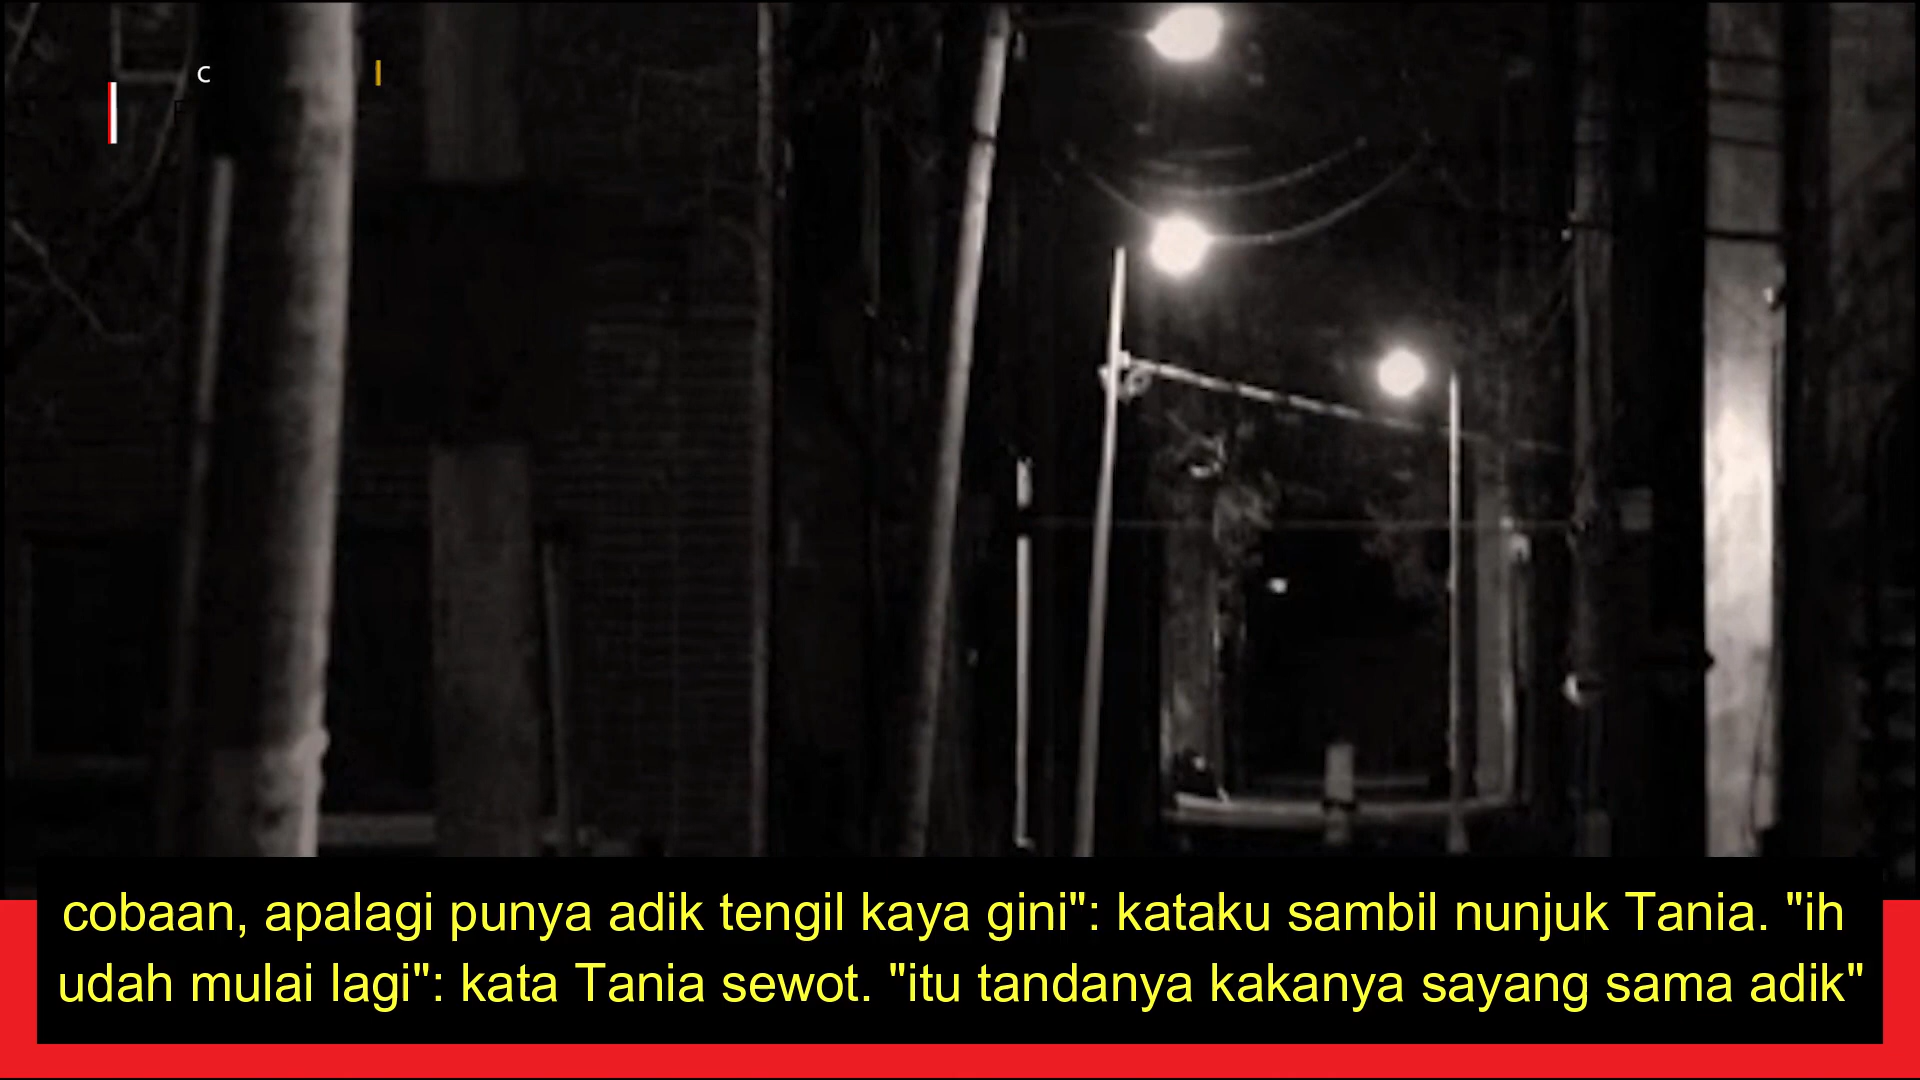 C
cobaan, apalagi punya adik tengil kaya gini": kataku sambil nunjuk Tania. "ih
udah mulai lagi": kata Tania sewot. "itu tandanya kakanya sayang sama adik"